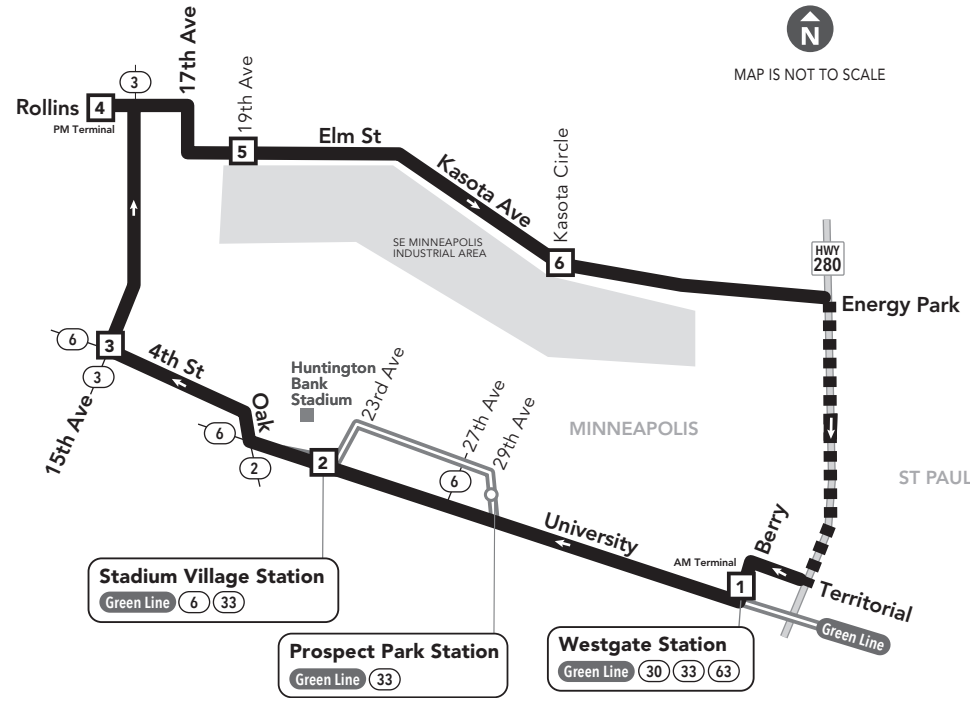 N
MAP IS NOT TO SCALE
17th Ave
3
Rollins
4
PM Terminal
19th Ave
5
Elm St
Kasota Ave
Kasota Circle
SE MINNEAPOLIS
INDUSTRIAL AREA
6
HWY
280
Energy Park
6
3
3
15th Ave
4th St
Oak
6
2
Huntington
Bank
Stadium
23rd Ave
2
27th Ave
6
29th Ave
MINNEAPOLIS
ST PAUL
University
Berry
AM Terminal
1
Territorial
Green Line
Stadium Village Station
Green Line 6 33
Prospect Park Station
Green Line 33
Westgate Station
Green Line 30 33 63